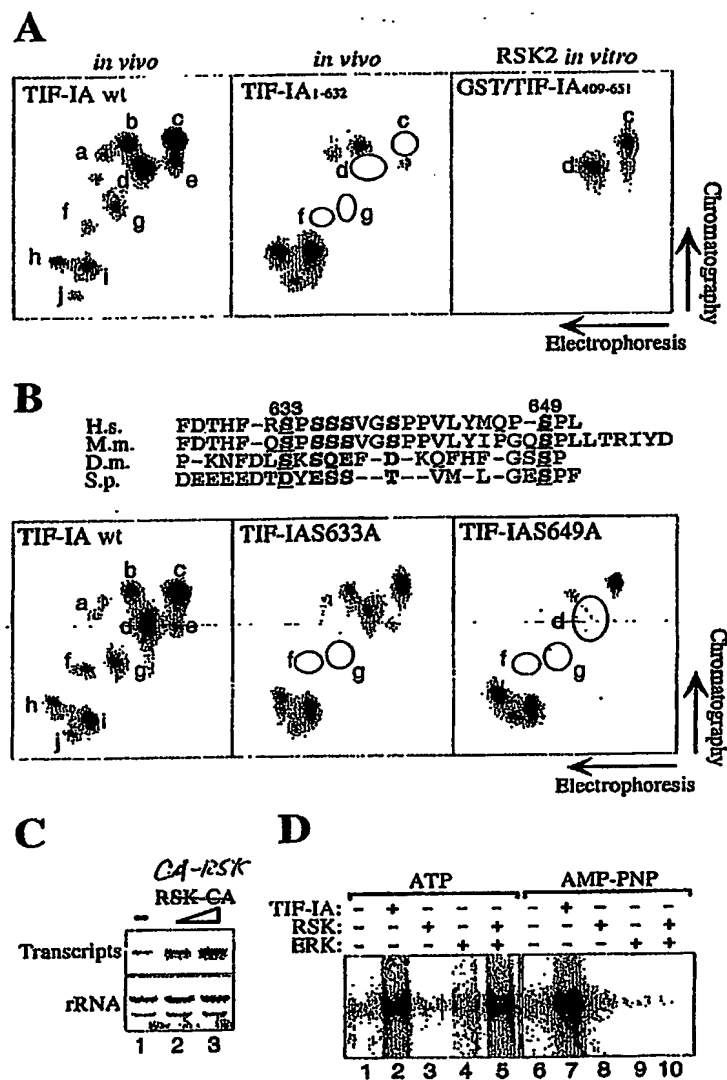 A
in vivo in vivo RSK2 in vitro
TIF-IA wt TIF-IA1-632 GST/TIF-IA409-651
a b c d e f g h i j
c d f g
c d
Chromatography
Electrophoresis
B
633 649
H.s. FDTHF-RSPSSSVGSPPVLYMQP-SPL
M.m. FDTHF-QSPSSSVGSPPVLYIPGQSPLLTRIYD
D.m. P-KNFDLSKSQEF-D-KQFHF-GSSP
S.p. DEEEEDTDYESS--T--VM-L-GESPF
TIF-IA wt TIF-IAS633A TIF-IAS649A
a b c d e f g h i j
f g
d f g
Chromatography
Electrophoresis
C
CA-RSK
RSK-CA
-
Transcripts
rRNA
1 2 3
D
ATP AMP-PNP
TIF-IA: - + - - - - + - - -
RSK: - - + - + - - + - +
ERK: - - - + + - - - + +
1 2 3 4 5 6 7 8 9 10